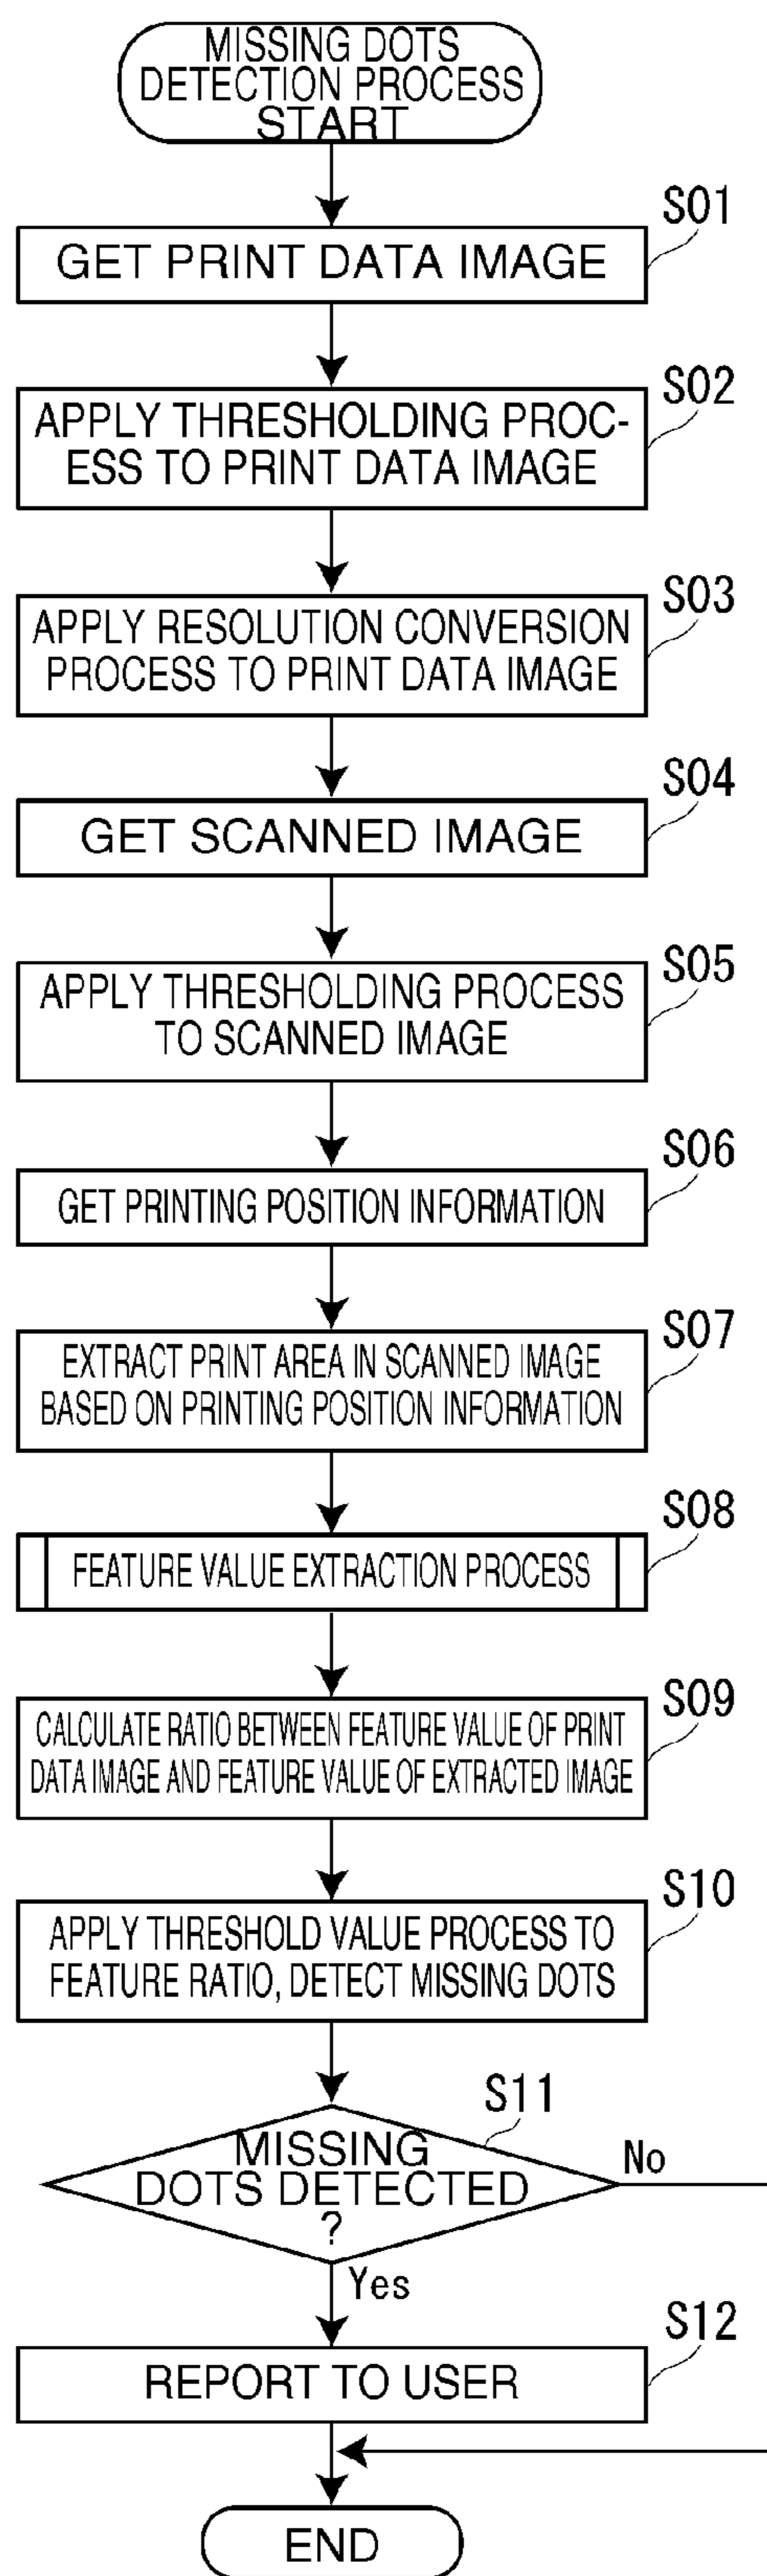 MISSING DOTS
DETECTION PROCESS
START
S01
GET PRINT DATA IMAGE
S02
APPLY THRESHOLDING PROC-
ESS TO PRINT DATA IMAGE
S03
APPLY RESOLUTION CONVERSION
PROCESS TO PRINT DATA IMAGE
S04
GET SCANNED IMAGE
S05
APPLY THRESHOLDING PROCESS
TO SCANNED IMAGE
S06
GET PRINTING POSITION INFORMATION
S07
EXTRACT PRINT AREA IN SCANNED IMAGE
BASED ON PRINTING POSITION INFORMATION
S08
FEATURE VALUE EXTRACTION PROCESS
S09
CALCULATE RATIO BETWEEN FEATURE VALUE OF PRINT
DATA IMAGE AND FEATURE VALUE OF EXTRACTED IMAGE
S10
APPLY THRESHOLD VALUE PROCESS TO
FEATURE RATIO, DETECT MISSING DOTS
S11
MISSING
DOTS DETECTED
?
No
Yes
S12
REPORT TO USER
END